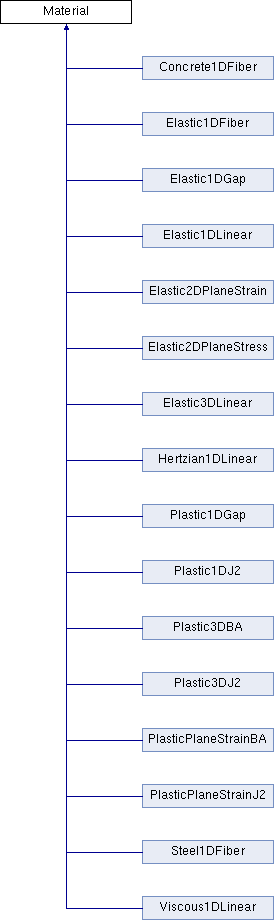 Material
Concrete1DFiber
Elastic1DFiber
Elastic1DGap
Elastic1DLinear
Elastic2DPlaneStrain
Elastic2DPlaneStress
Elastic3DLinear
Hertzian1DLinear
Plastic1DGap
Plastic1DJ2
Plastic3DBA
Plastic3DJ2
PlasticPlaneStrainBA
PlasticPlaneStrainJ2
Steel1DFiber
Viscous1DLinear